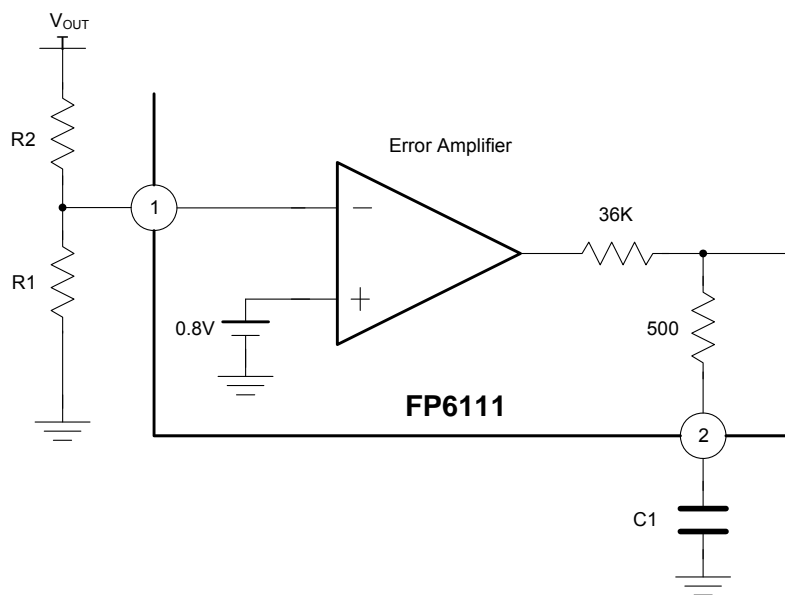 VOUT
R2
Error Amplifier
1
−
36K
R1
+
0.8V
500
FP6111
2
C1